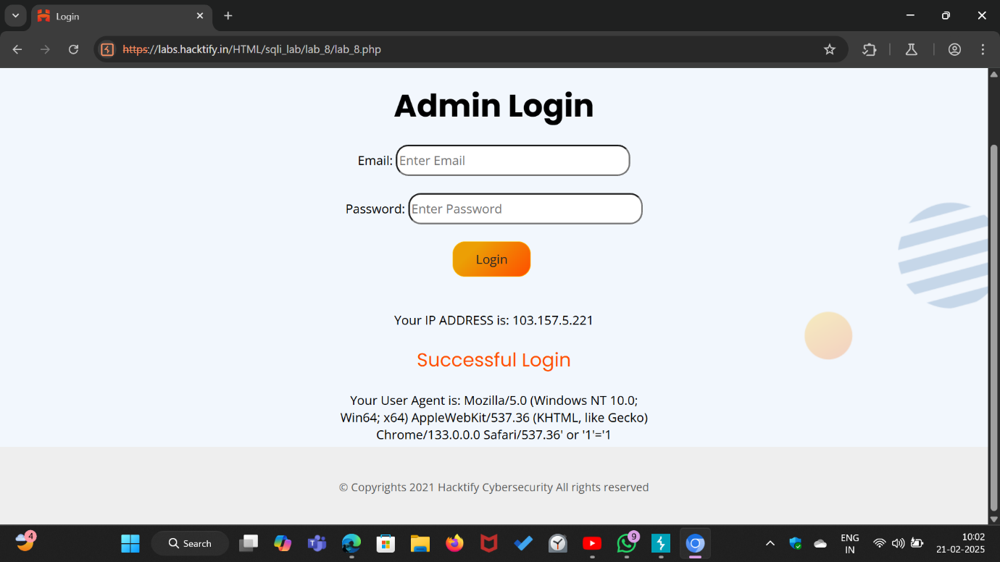 Login
https://labs.hacktify.in/HTML/sqli_lab/lab_8/lab_8.php
Admin Login
Email: Enter Email
Password: Enter Password
Login
Your IP ADDRESS is: 103.157.5.221
Successful Login
Your User Agent is: Mozilla/5.0 (Windows NT 10.0;
Win64; x64) AppleWebKit/537.36 (KHTML, like Gecko)
Chrome/133.0.0.0 Safari/537.36' or '1'='1
© Copyrights 2021 Hacktify Cybersecurity All rights reserved
4
Search
9
ENG
IN
10:02
21-02-2025